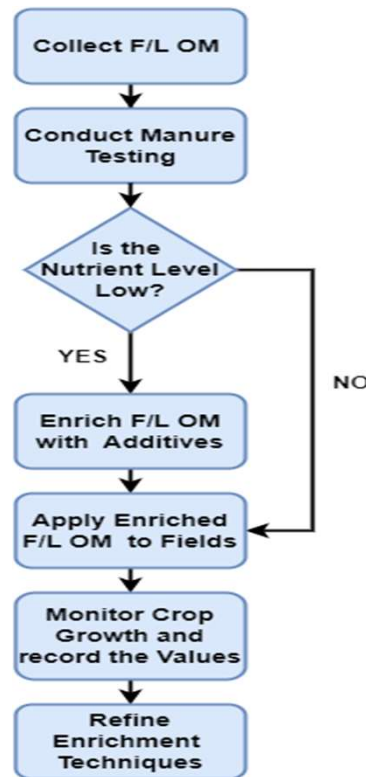 Collect F/L OM
Conduct Manure
Testing
Is the
Nutrient Level
Low?
YES
NO
Enrich F/L OM
with Additives
Apply Enriched
F/L OM to Fields
Monitor Crop
Growth and
record the Values
Refine
Enrichment
Techniques